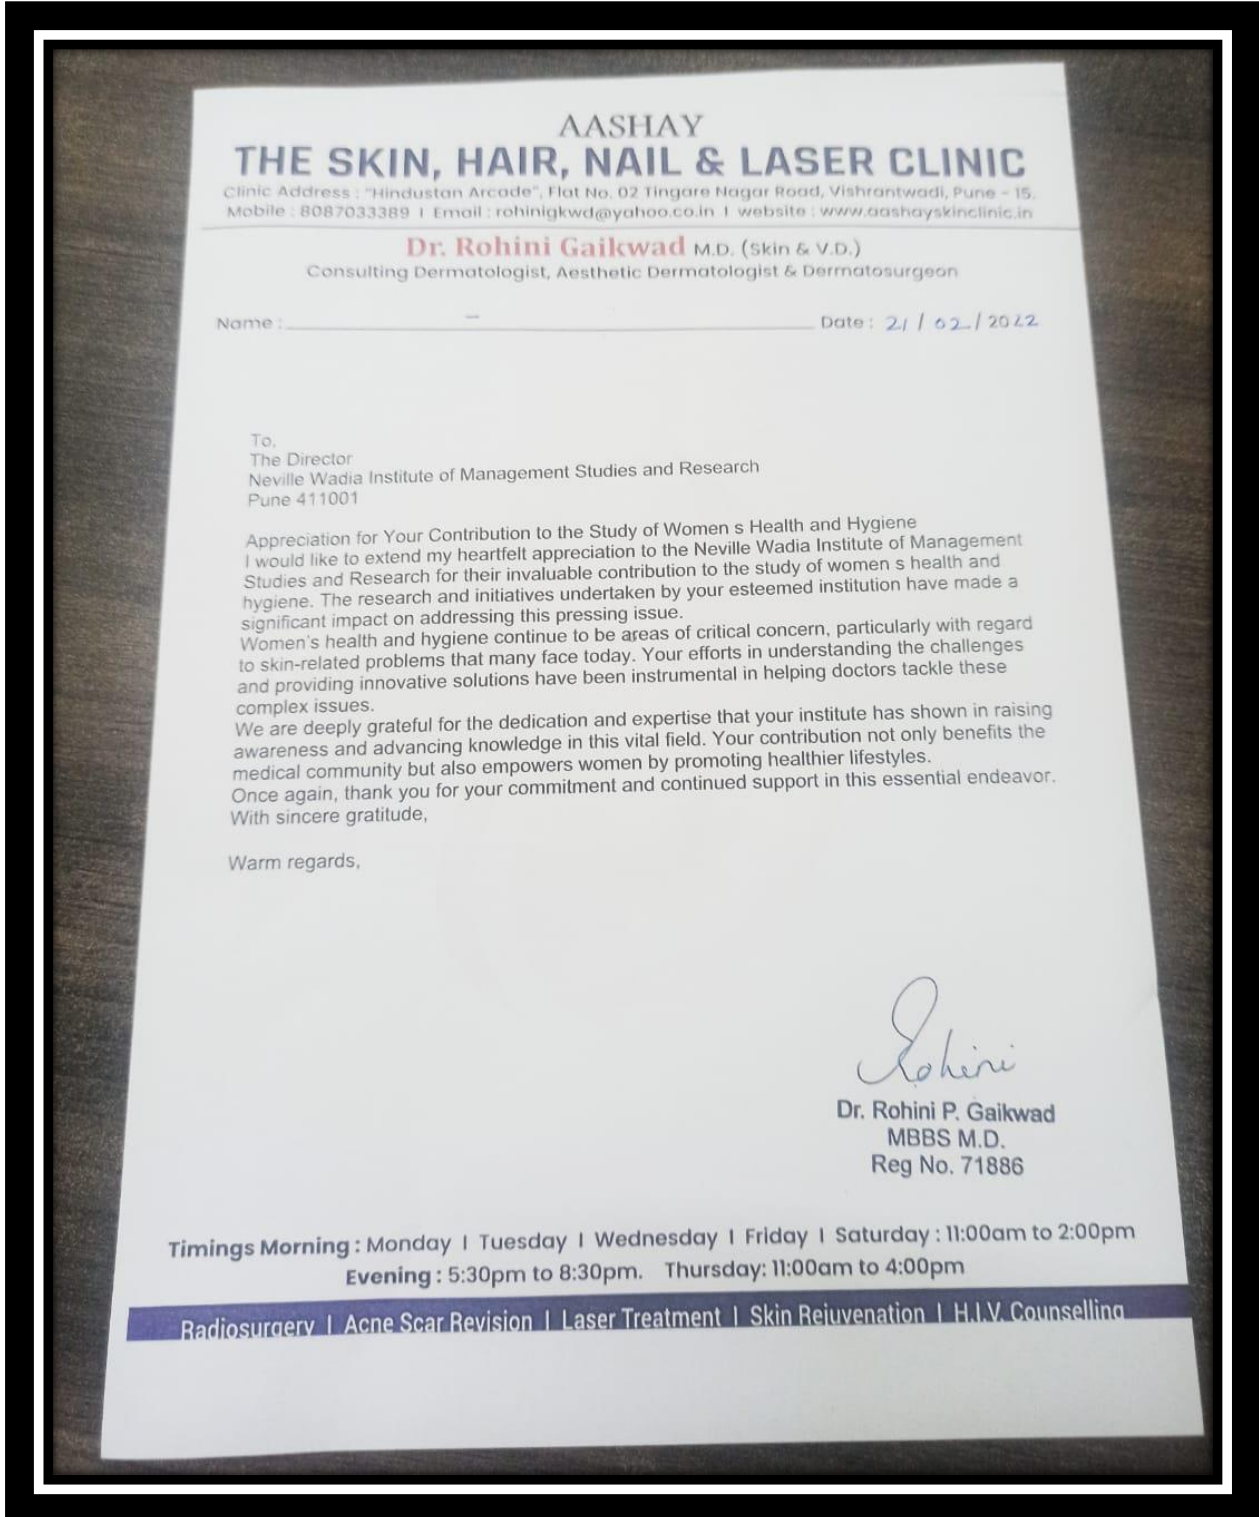 AASHAY
THE SKIN, HAIR, NAIL & LASER CLINIC
Clinic Address : "Hindustan Arcade", Flat No. 02 Tingare Nagar Road, Vishrantwadi, Pune - 15.
Mobile : 8087033389 I Email : rohinigkwd@yahoo.co.in I website : www.aashayskinclinic.in
Dr. Rohini Gaikwad M.D. (Skin & V.D.)
Consulting Dermatologist, Aesthetic Dermatologist & Dermatosurgeon
Name : – Date : 21 / 02 / 2022
To,
The Director
Neville Wadia Institute of Management Studies and Research
Pune 411001
Appreciation for Your Contribution to the Study of Women s Health and Hygiene
I would like to extend my heartfelt appreciation to the Neville Wadia Institute of Management
Studies and Research for their invaluable contribution to the study of women s health and
hygiene. The research and initiatives undertaken by your esteemed institution have made a
significant impact on addressing this pressing issue.
Women's health and hygiene continue to be areas of critical concern, particularly with regard
to skin-related problems that many face today. Your efforts in understanding the challenges
and providing innovative solutions have been instrumental in helping doctors tackle these
complex issues.
We are deeply grateful for the dedication and expertise that your institute has shown in raising
awareness and advancing knowledge in this vital field. Your contribution not only benefits the
medical community but also empowers women by promoting healthier lifestyles.
Once again, thank you for your commitment and continued support in this essential endeavor.
With sincere gratitude,
Warm regards,
Rohini
Dr. Rohini P. Gaikwad
MBBS M.D.
Reg No. 71886
Timings Morning : Monday I Tuesday I Wednesday I Friday I Saturday : 11:00am to 2:00pm
Evening : 5:30pm to 8:30pm. Thursday: 11:00am to 4:00pm
Radiosurgery I Acne Scar Revision I Laser Treatment I Skin Rejuvenation I H.I.V. Counselling